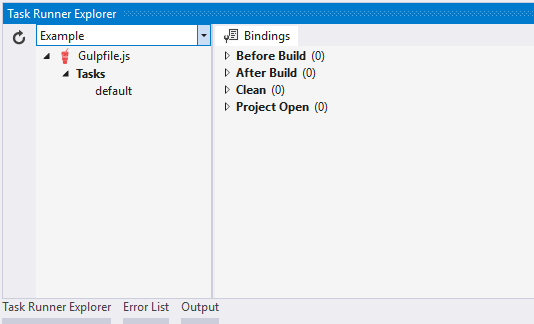 Task Runner Explorer
Example
Bindings
Gulpfile.js
Tasks
default
Before Build (0)
After Build (0)
Clean (0)
Project Open (0)
Task Runner Explorer Error List Output